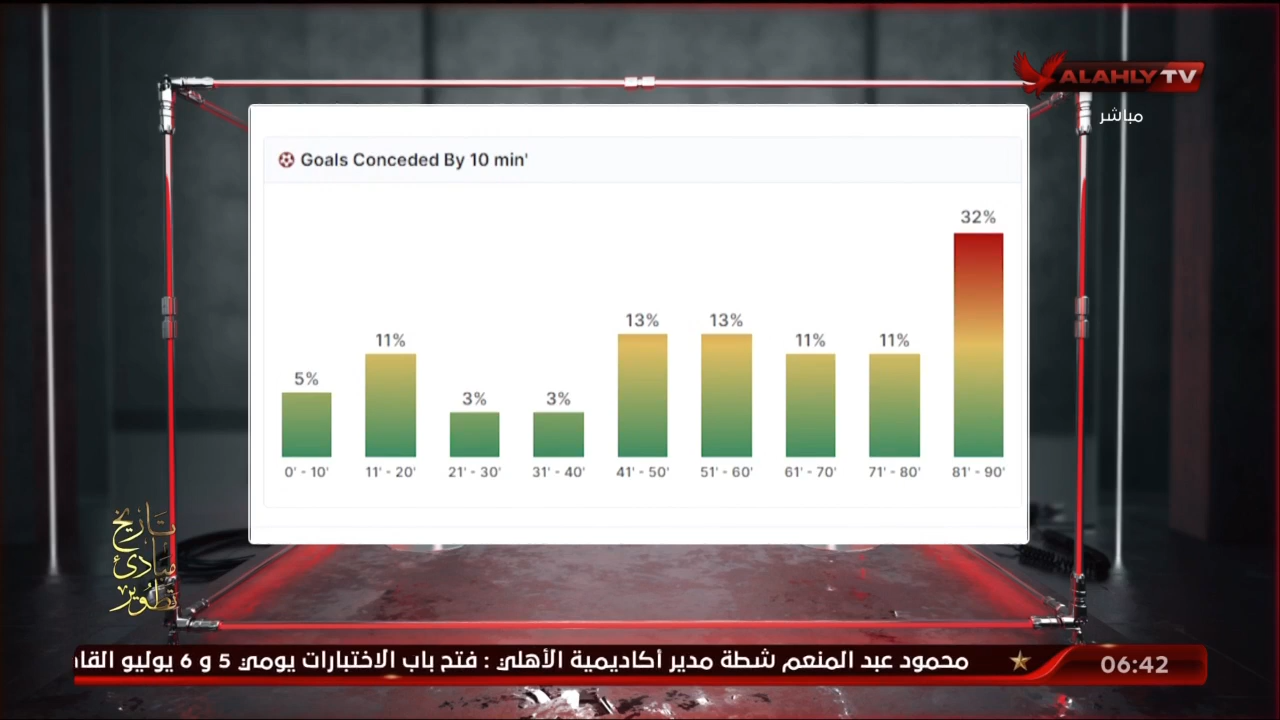 ALAHLY TV
مباشر
Goals Conceded By 10 min'
32%
13%
13%
11%
11%
11%
5%
3%
3%
0' - 10'
11' - 20'
21' - 30'
31' - 40'
41' - 50'
51' - 60'
61' - 70'
71' - 80'
81' - 90'
تاريخ
مبادئ
تطوير
محمود عبد المنعم شطة مدير أكاديمية الأهلي : فتح باب الاختبارات يومي 5 و 6 يوليو القا
06:42